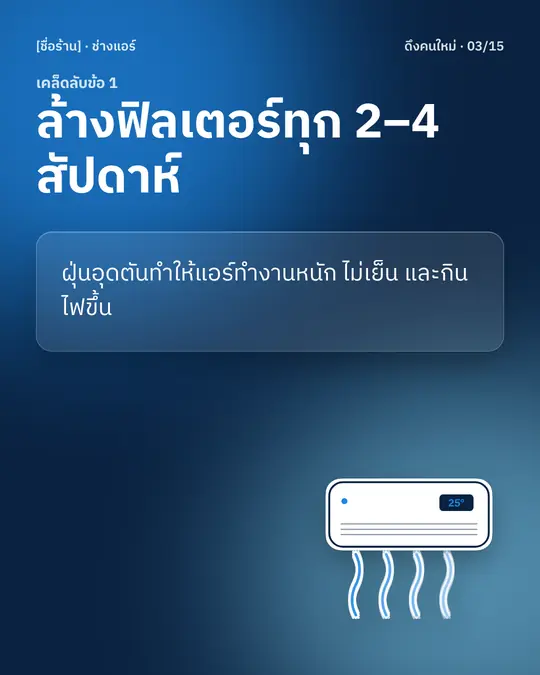 [ชื่อร้าน] · ช่างแอร์
ดึงคนใหม่ · 03/15
เคล็ดลับข้อ 1
ล้างฟิลเตอร์ทุก 2–4
สัปดาห์
ฝุ่นอุดตันทำให้แอร์ทำงานหนัก ไม่เย็น และกิน
ไฟขึ้น
25°